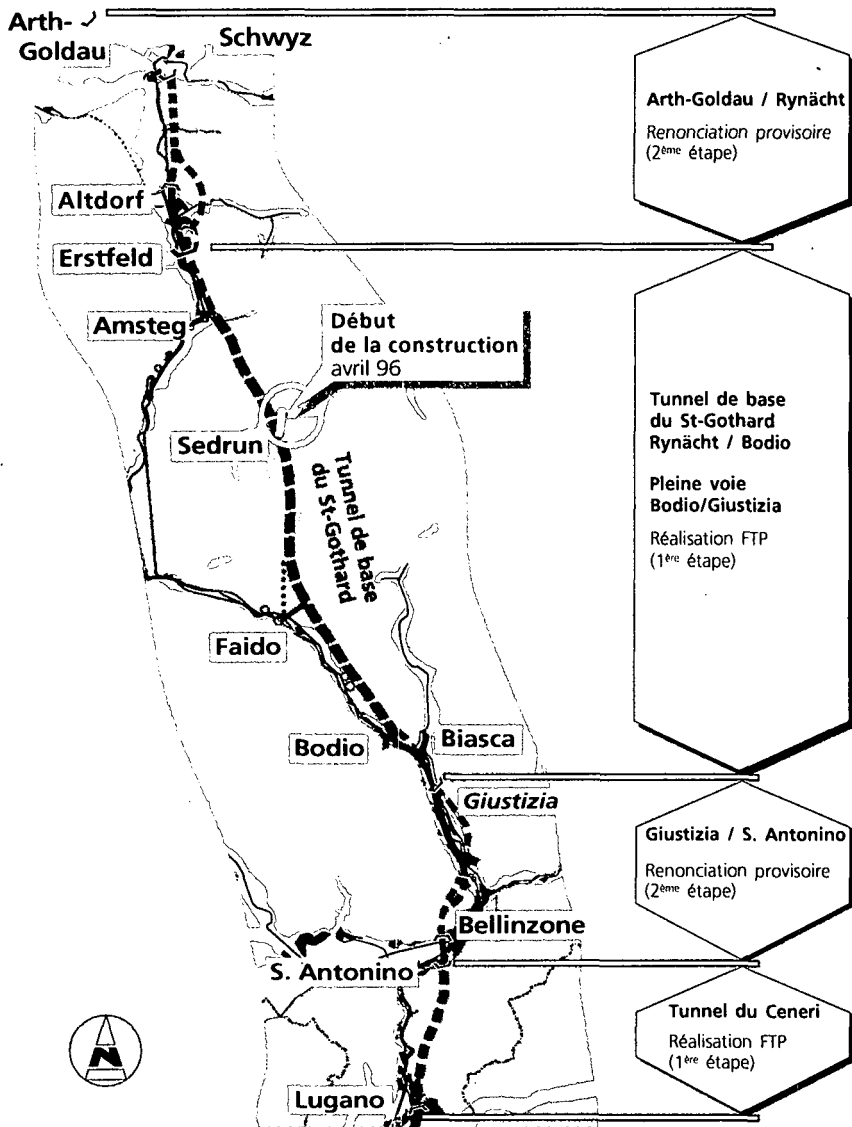 Arth-
Goldau
Schwyz
Altdorf
Erstfeld
Amsteg
Début
de la construction
avril 96
Sedrun
Tunnel de base
du St-Gothard
Faido
Bodio
Biasca
Giustizia
Bellinzone
S. Antonino
Lugano
N
Arth-Goldau / Rynächt
Renonciation provisoire
(2ème étape)
Tunnel de base
du St-Gothard
Rynächt / Bodio
Pleine voie
Bodio/Giustizia
Réalisation FTP
(1ère étape)
Giustizia / S. Antonino
Renonciation provisoire
(2ème étape)
Tunnel du Ceneri
Réalisation FTP
(1ère étape)